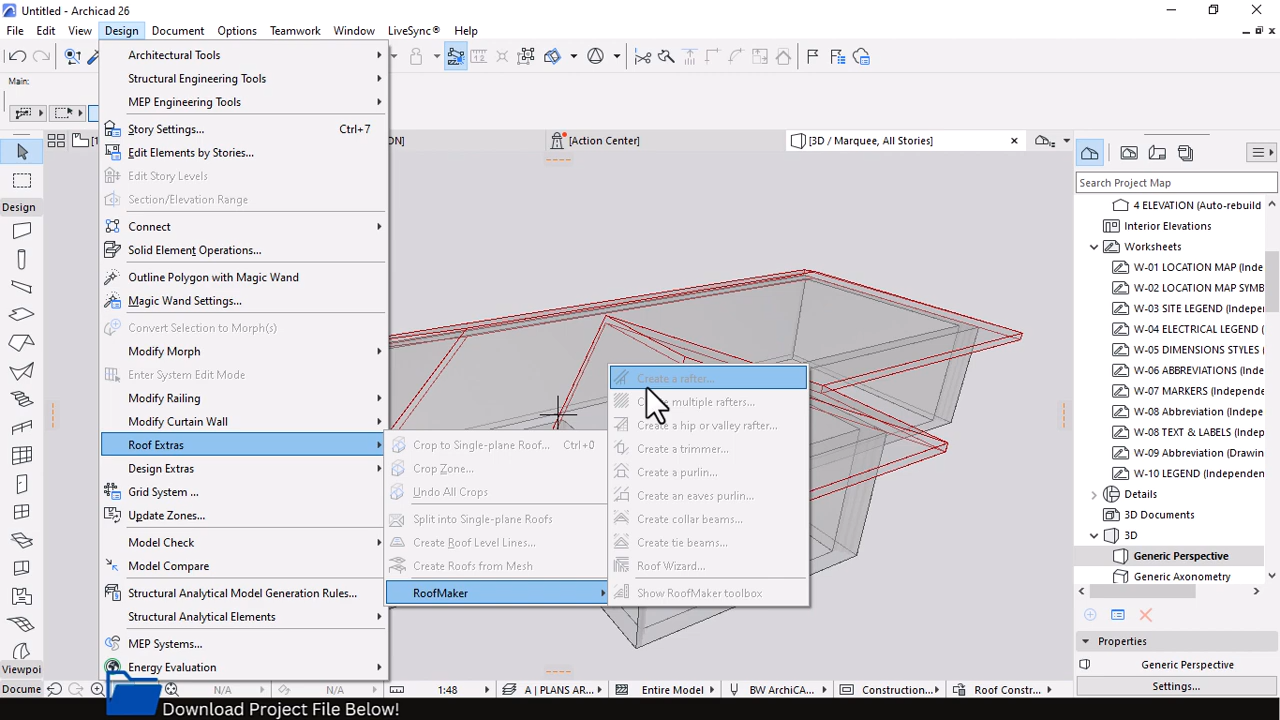 Untitled - Archicad 26
File Edit View Design Document Options Teamwork Window LiveSync® Help
Main:
[Action Center]
[3D / Marquee, All Stories]
Design
Architectural Tools
Structural Engineering Tools
MEP Engineering Tools
Story Settings... Ctrl+7
Edit Elements by Stories...
Edit Story Levels
Section/Elevation Range
Connect
Solid Element Operations...
Outline Polygon with Magic Wand
Magic Wand Settings...
Convert Selection to Morph(s)
Modify Morph
Enter System Edit Mode
Modify Railing
Modify Curtain Wall
Roof Extras
Design Extras
Grid System ...
Update Zones...
Model Check
Model Compare
Structural Analytical Model Generation Rules...
Structural Analytical Elements
MEP Systems...
Energy Evaluation
Crop to Single-plane Roof... Ctrl+0
Crop Zone...
Undo All Crops
Split into Single-plane Roofs
Create Roof Level Lines...
Create Roofs from Mesh
RoofMaker
Create a rafter...
multiple rafters...
Create a hip or valley rafter...
Create a trimmer...
Create a purlin...
Create an eaves purlin...
Create collar beams...
Create tie beams...
Roof Wizard...
Show RoofMaker toolbox
Search Project Map
4 ELEVATION (Auto-rebuild
Interior Elevations
Worksheets
W-01 LOCATION MAP (Inde
W-02 LOCATION MAP SYMB
W-03 SITE LEGEND (Indepen
W-04 ELECTRICAL LEGEND (
W-05 DIMENSIONS STYLES (
W-06 ABBREVIATIONS (Indep
W-07 MARKERS (Independen
W-08 Abbreviation (Indepen
W-08 TEXT & LABELS (Indep
W-09 Abbreviation (Drawin
W-10 LEGEND (Independent
Details
3D Documents
3D
Generic Perspective
Generic Axonometry
Properties
Generic Perspective
Settings...
Viewpoi
Docume
N/A N/A 1:48 A | PLANS AR... Entire Model BW ArchiCA... Construction... Roof Constr...
Download Project File Below!